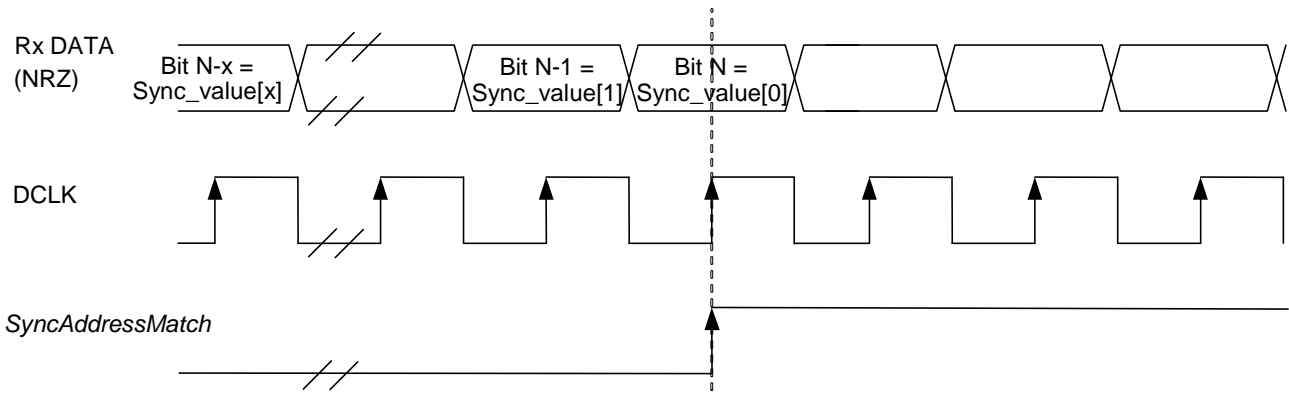 Rx DATA
(NRZ)
Bit N-x =
Sync_value[x]
Bit N-1 =
Sync_value[1]
Bit N =
Sync_value[0]
DCLK
SyncAddressMatch